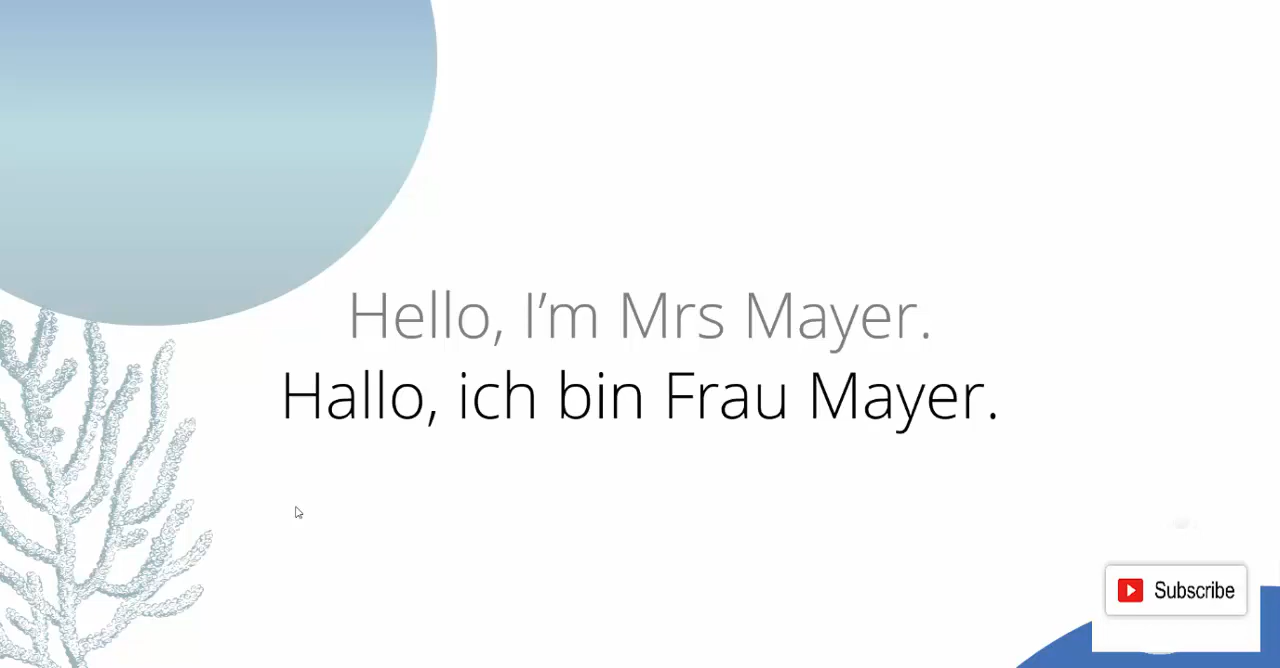 Hello, I’m Mrs Mayer.
Hallo, ich bin Frau Mayer.
Subscribe